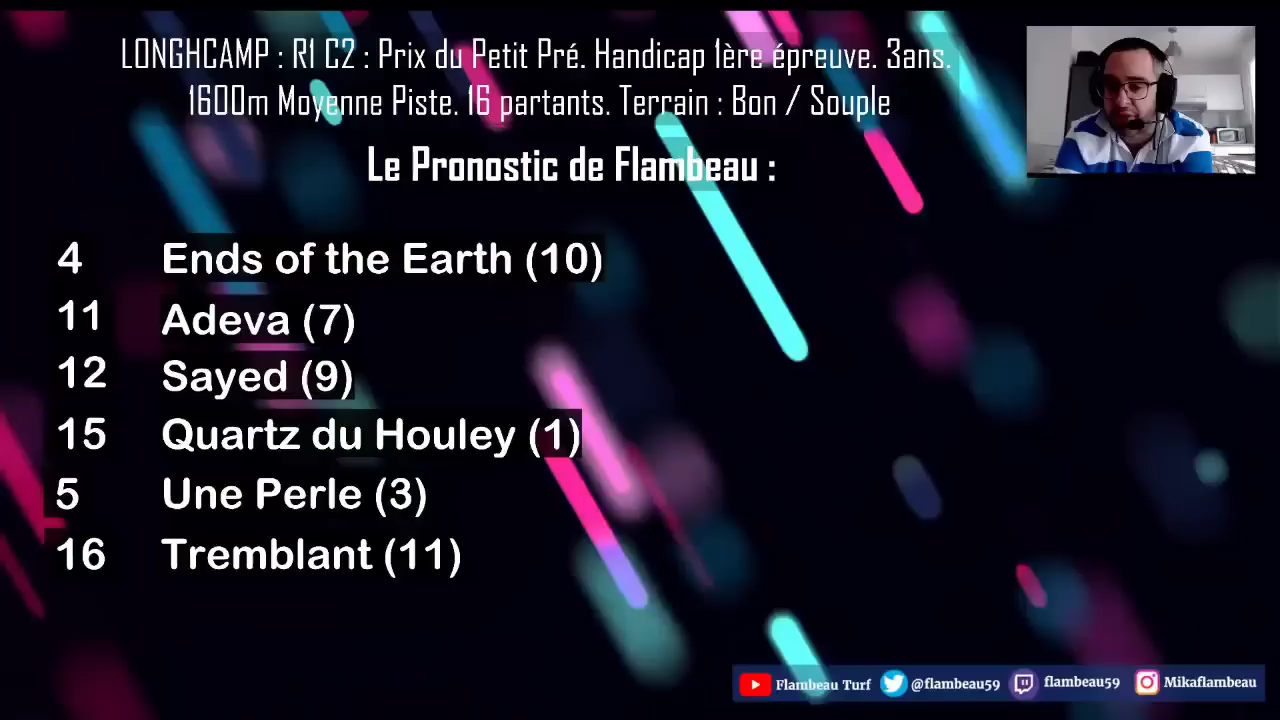 LONGHCAMP : R1 C2 : Prix du Petit Pré. Handicap 1ère épreuve. 3ans.
1600m Moyenne Piste. 16 partants. Terrain : Bon / Souple
Le Pronostic de Flambeau :
4 Ends of the Earth (10)
11 Adeva (7)
12 Sayed (9)
15 Quartz du Houley (1)
5 Une Perle (3)
16 Tremblant (11)
Flambeau Turf @flambeau59 flambeau59 Mikaflambeau